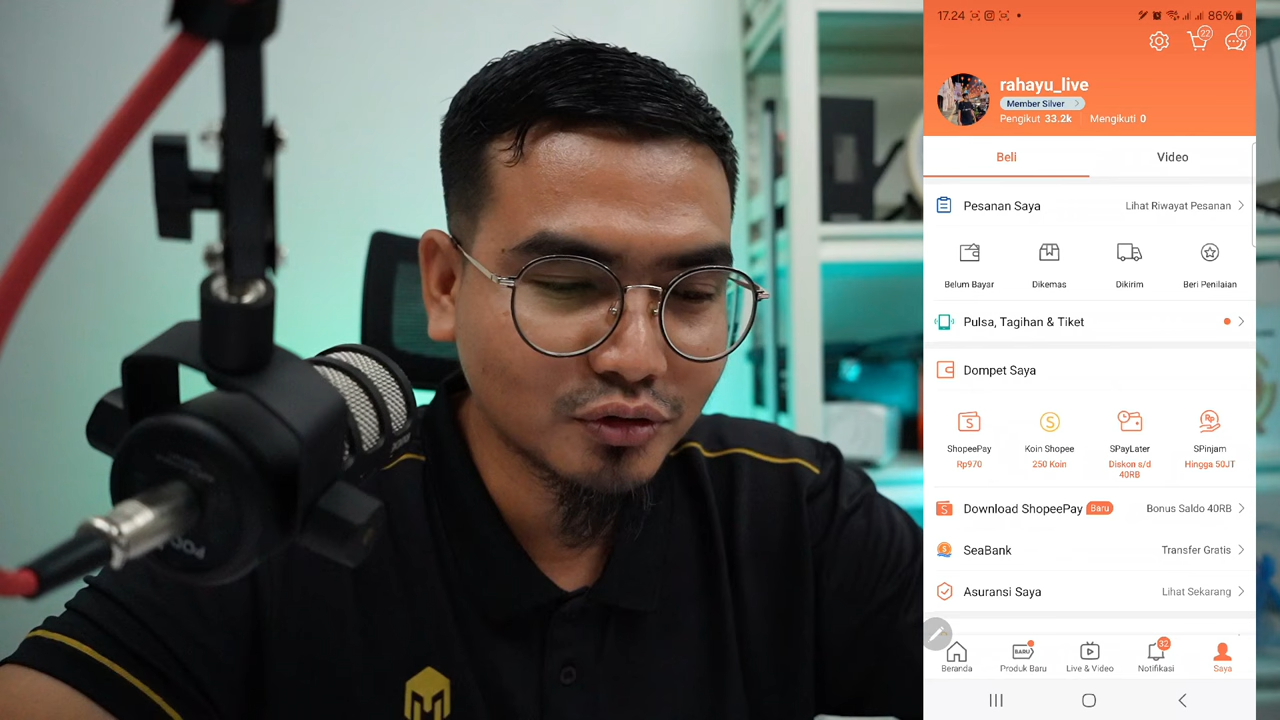 17.24
86%
22
21
rahayu_live
Member Silver
Pengikut 33.2k Mengikuti 0
Beli Video
Pesanan Saya Lihat Riwayat Pesanan
Belum Bayar Dikemas Dikirim Beri Penilaian
Pulsa, Tagihan & Tiket
Dompet Saya
S S Rp
ShopeePay Koin Shopee SPayLater SPinjam
Rp970 250 Koin Diskon s/d 40RB Hingga 50JT
S Download ShopeePay Baru Bonus Saldo 40RB
SeaBank Transfer Gratis
Asuransi Saya Lihat Sekarang
BARU 32
Beranda Produk Baru Live & Video Notifikasi Saya